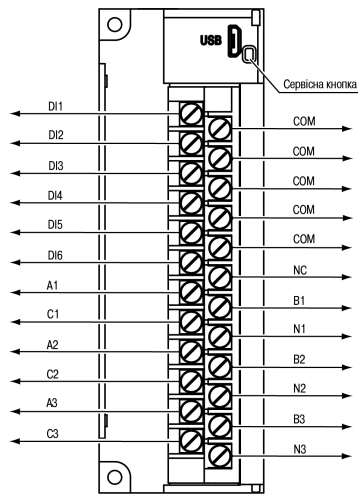 USB
Сервісна кнопка
DI1
COM
DI2
COM
DI3
COM
DI4
COM
DI5
COM
DI6
NC
A1
B1
C1
N1
A2
B2
C2
N2
A3
B3
C3
N3